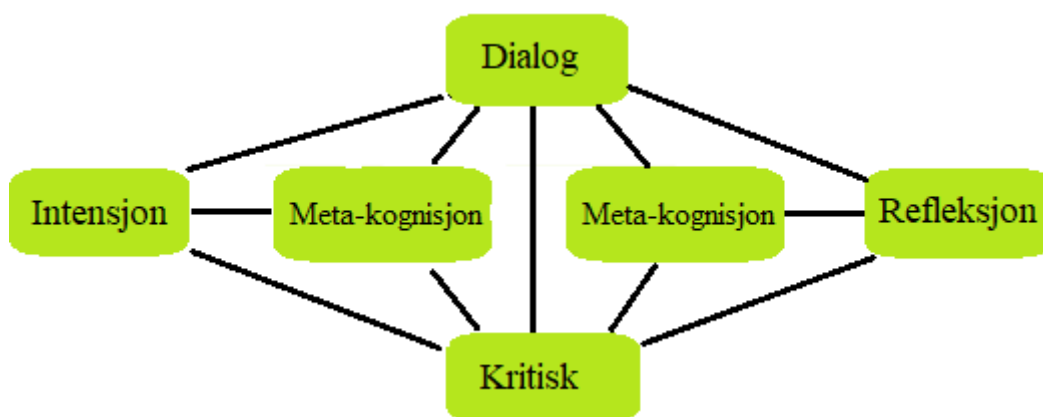 Dialog
Intensjon
Meta-kognisjon
Meta-kognisjon
Refleksjon
Kritisk